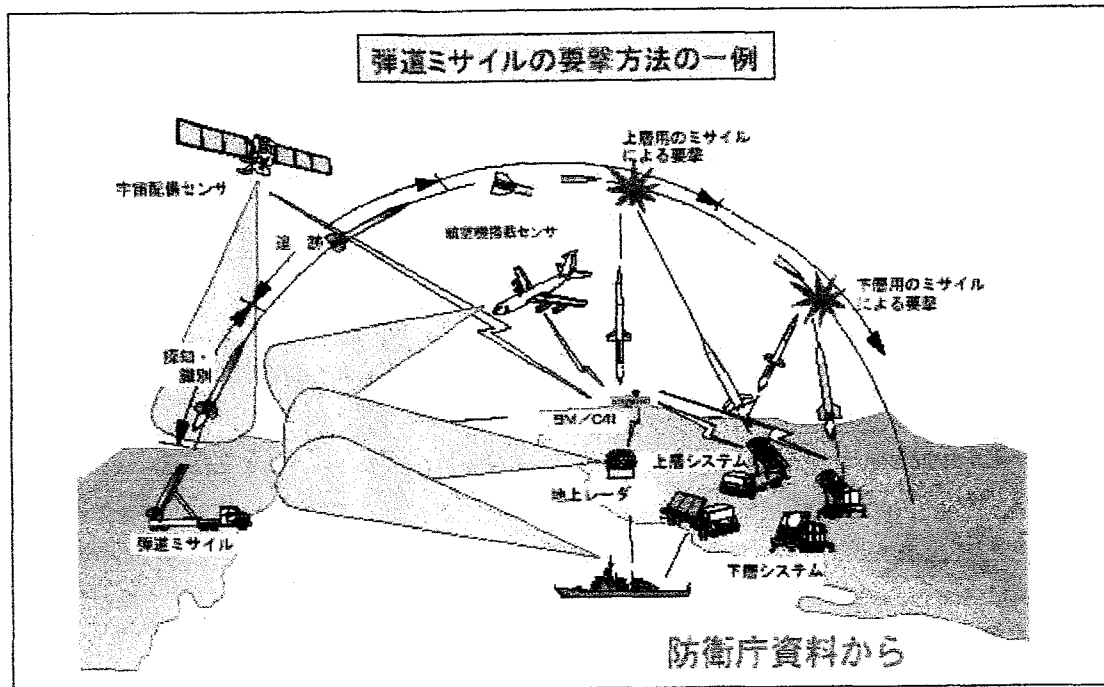 弾道ミサイルの要撃方法の一例
上層用のミサイル
による要撃
宇宙配備センサ
追跡
航空機搭載センサ
下層用のミサイル
による要撃
探知・
識別
BM/C4I
上層システム
地上レーダ
弾道ミサイル
下層システム
防衛庁資料から